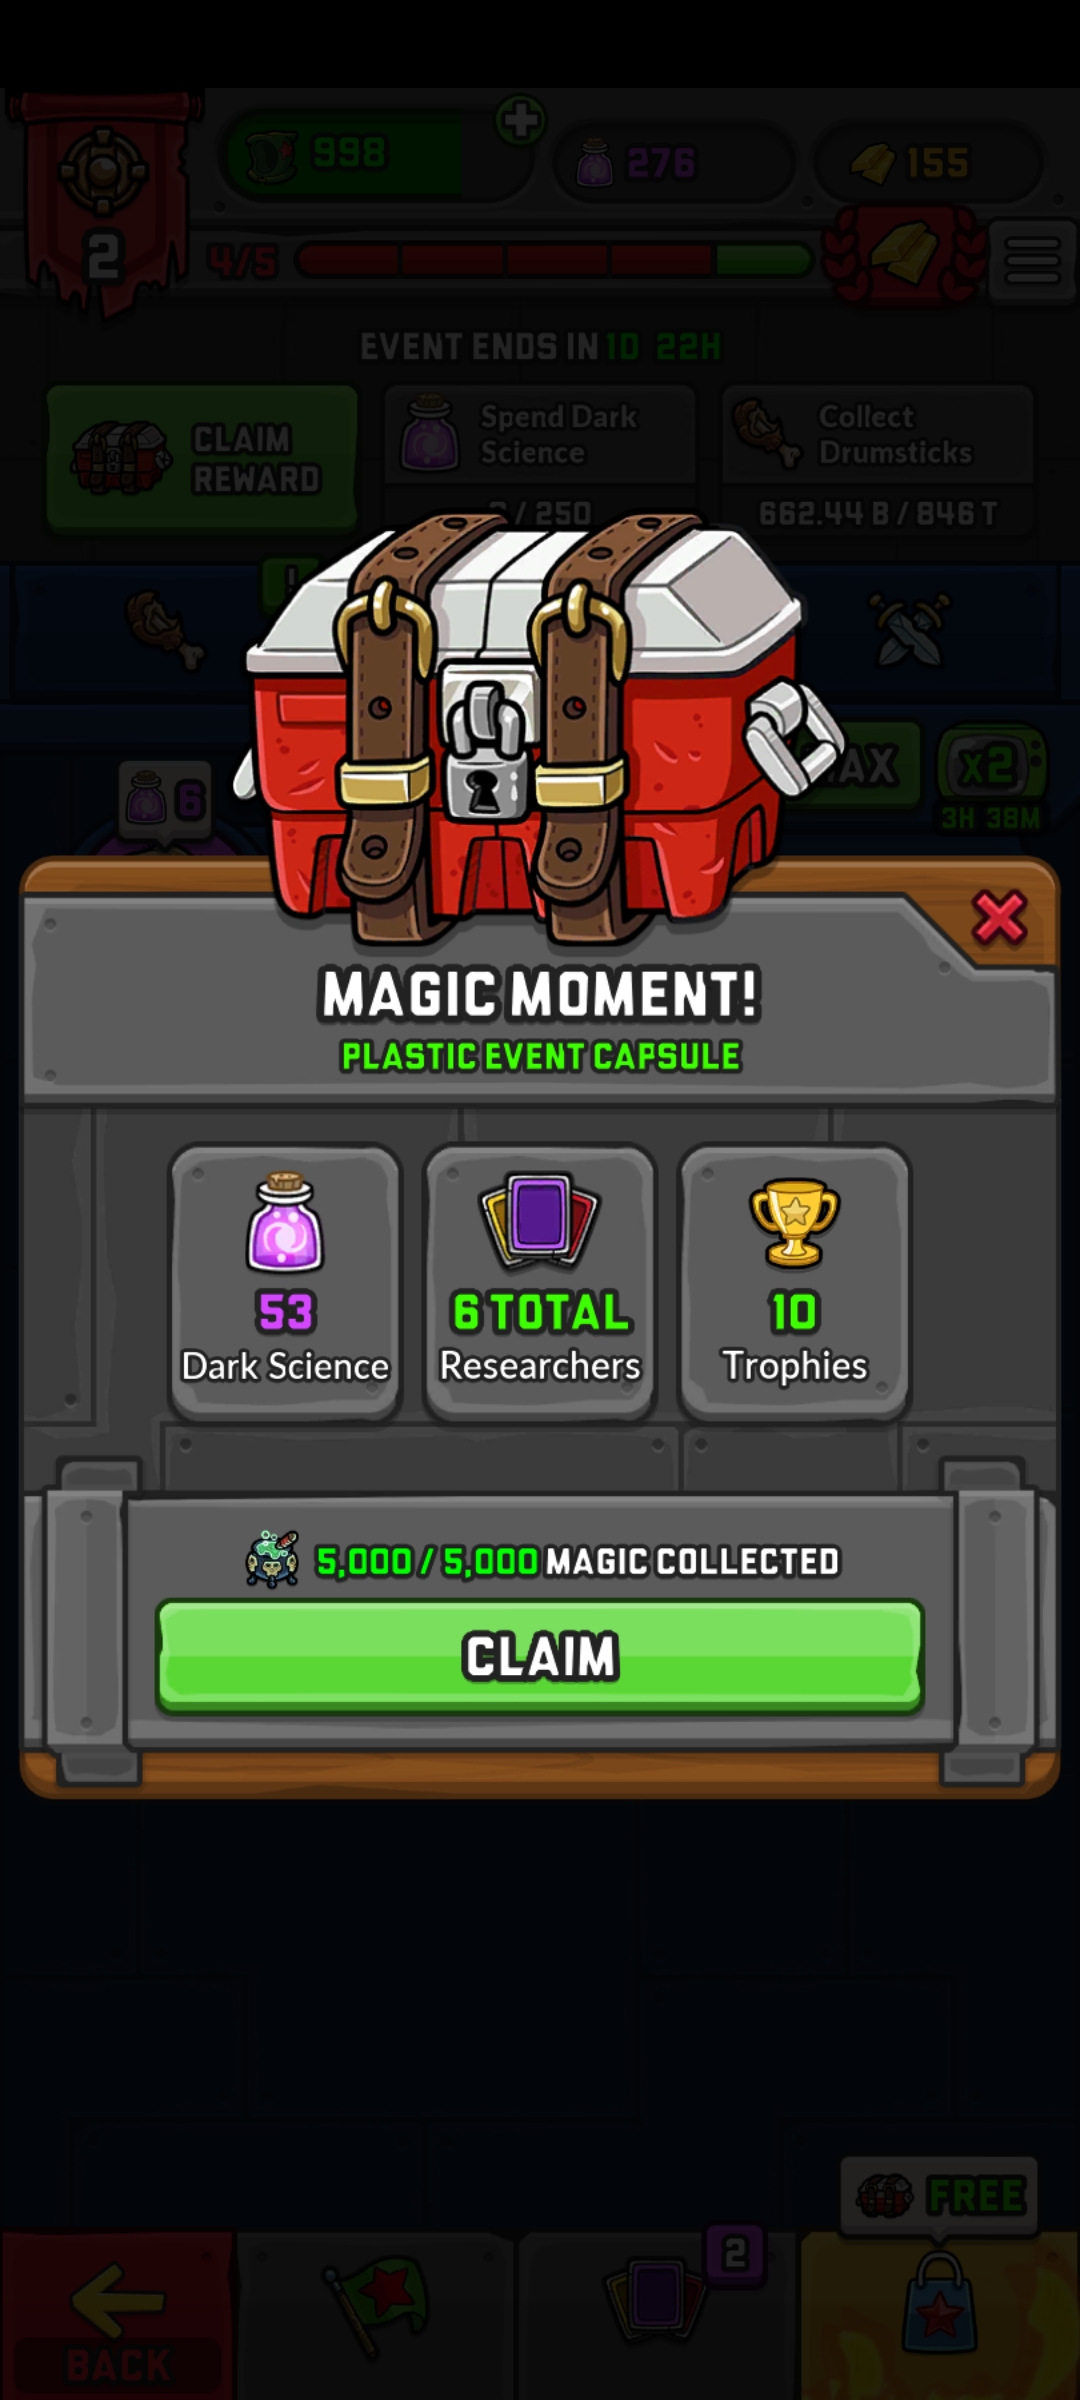 998
276
155
2
4/5
EVENT ENDS IN 1D 22H
CLAIM
REWARD
Spend Dark
Science
/ 250
Collect
Drumsticks
662.44 B / 846 T
!
6
AX
x2
3H 38M
MAGIC MOMENT!
PLASTIC EVENT CAPSULE
53
Dark Science
6 TOTAL
Researchers
10
Trophies
5,000 / 5,000 MAGIC COLLECTED
CLAIM
FREE
2
BACK